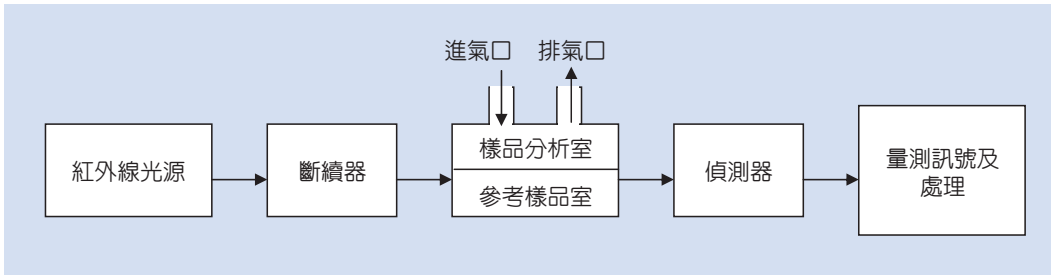 進氣口 排氣口
紅外線光源
斷續器
樣品分析室
參考樣品室
偵測器
量測訊號及
處理